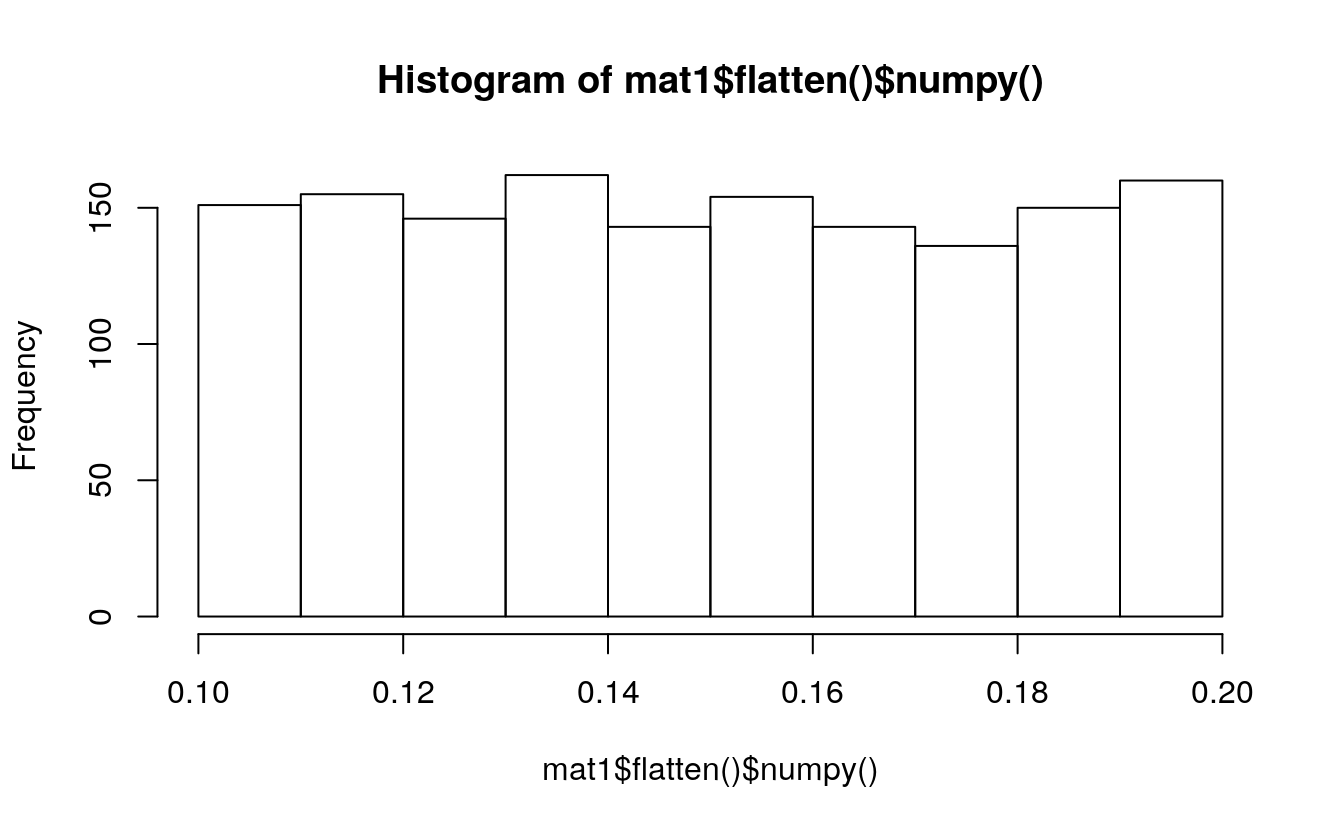 Histogram of mat1$flatten()$numpy()
Frequency
150
100
50
0
0.10 0.12 0.14 0.16 0.18 0.20
mat1$flatten()$numpy()